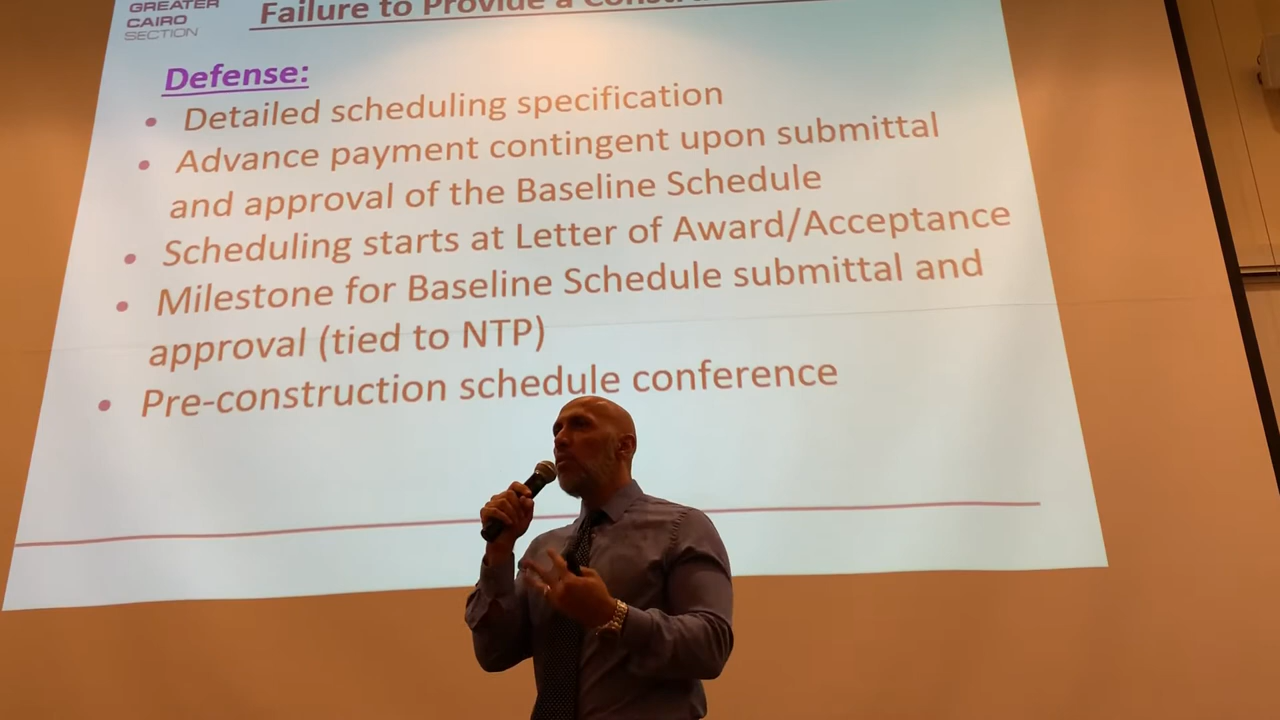 GREATER
CAIRO
SECTION
Failure to Provide a
Defense:
• Detailed scheduling specification
• Advance payment contingent upon submittal
and approval of the Baseline Schedule
• Scheduling starts at Letter of Award/Acceptance
• Milestone for Baseline Schedule submittal and
approval (tied to NTP)
• Pre-construction schedule conference